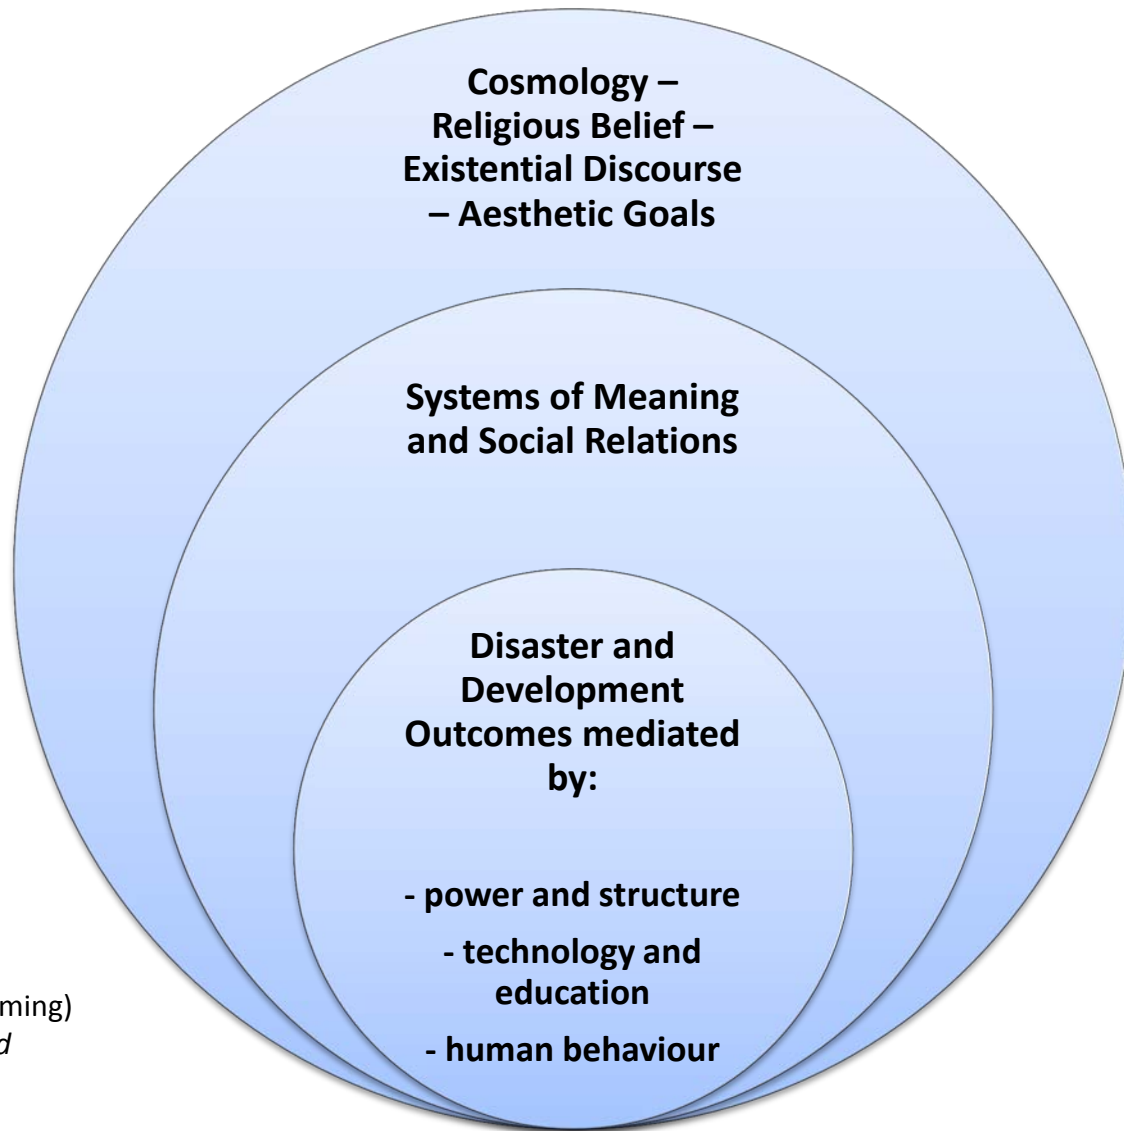 Cosmology –
Religious Belief –
Existential Discourse
– Aesthetic Goals
Systems of Meaning
and Social Relations
Disaster and
Development
Outcomes mediated
by:
- power and structure
- technology and
education
- human behaviour
ming)
d